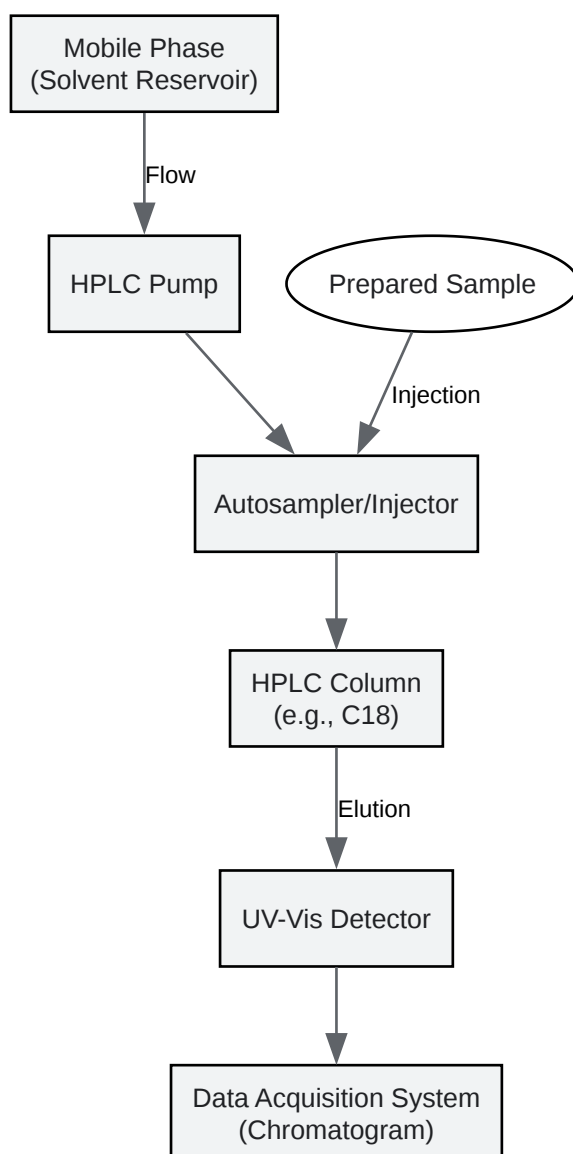 Mobile Phase
(Solvent Reservoir)
Flow
HPLC Pump
Prepared Sample
Injection
Autosampler/Injector
HPLC Column
(e.g., C18)
Elution
UV-Vis Detector
Data Acquisition System
(Chromatogram)